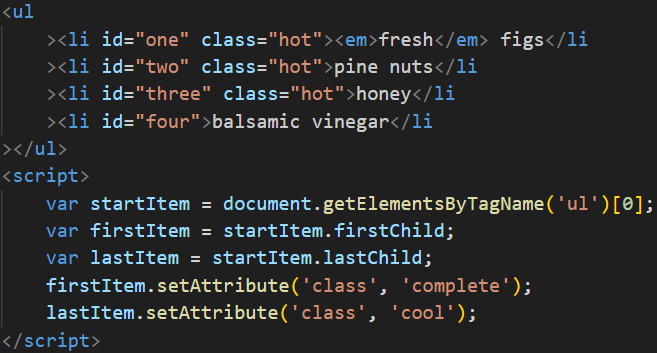 <ul
><li id="one" class="hot"><em>fresh</em> figs</li
><li id="two" class="hot">pine nuts</li
><li id="three" class="hot">honey</li
><li id="four">balsamic vinegar</li
></ul>
<script>
var startItem = document.getElementsByTagName('ul')[0];
var firstItem = startItem.firstChild;
var lastItem = startItem.lastChild;
firstItem.setAttribute('class', 'complete');
lastItem.setAttribute('class', 'cool');
</script>